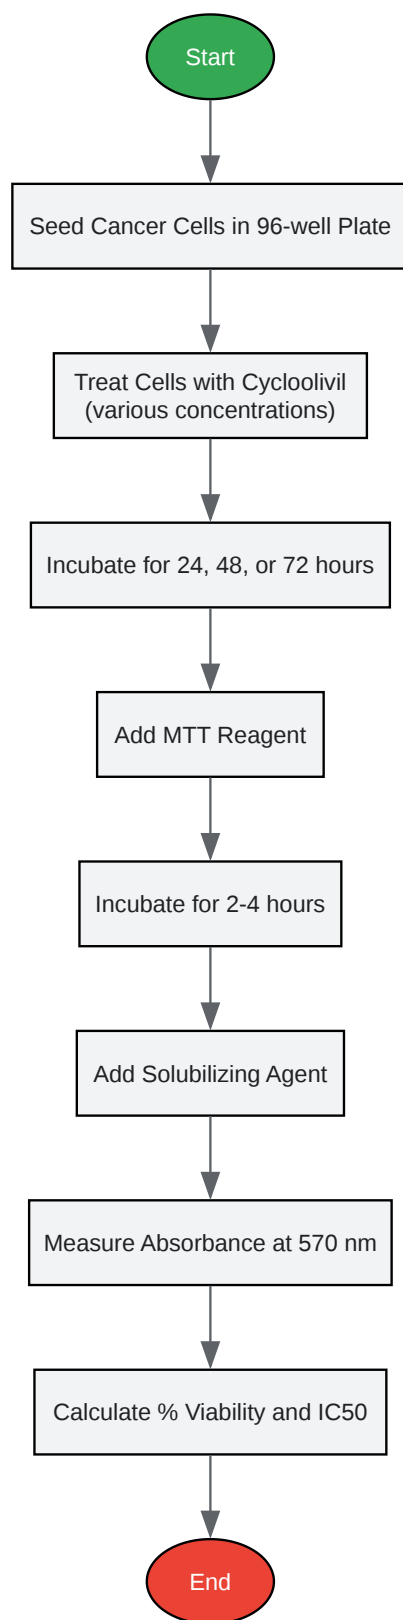 Start
Seed Cancer Cells in 96-well Plate
Treat Cells with Cycloolivil
(various concentrations)
Incubate for 24, 48, or 72 hours
Add MTT Reagent
Incubate for 2-4 hours
Add Solubilizing Agent
Measure Absorbance at 570 nm
Calculate % Viability and IC50
End